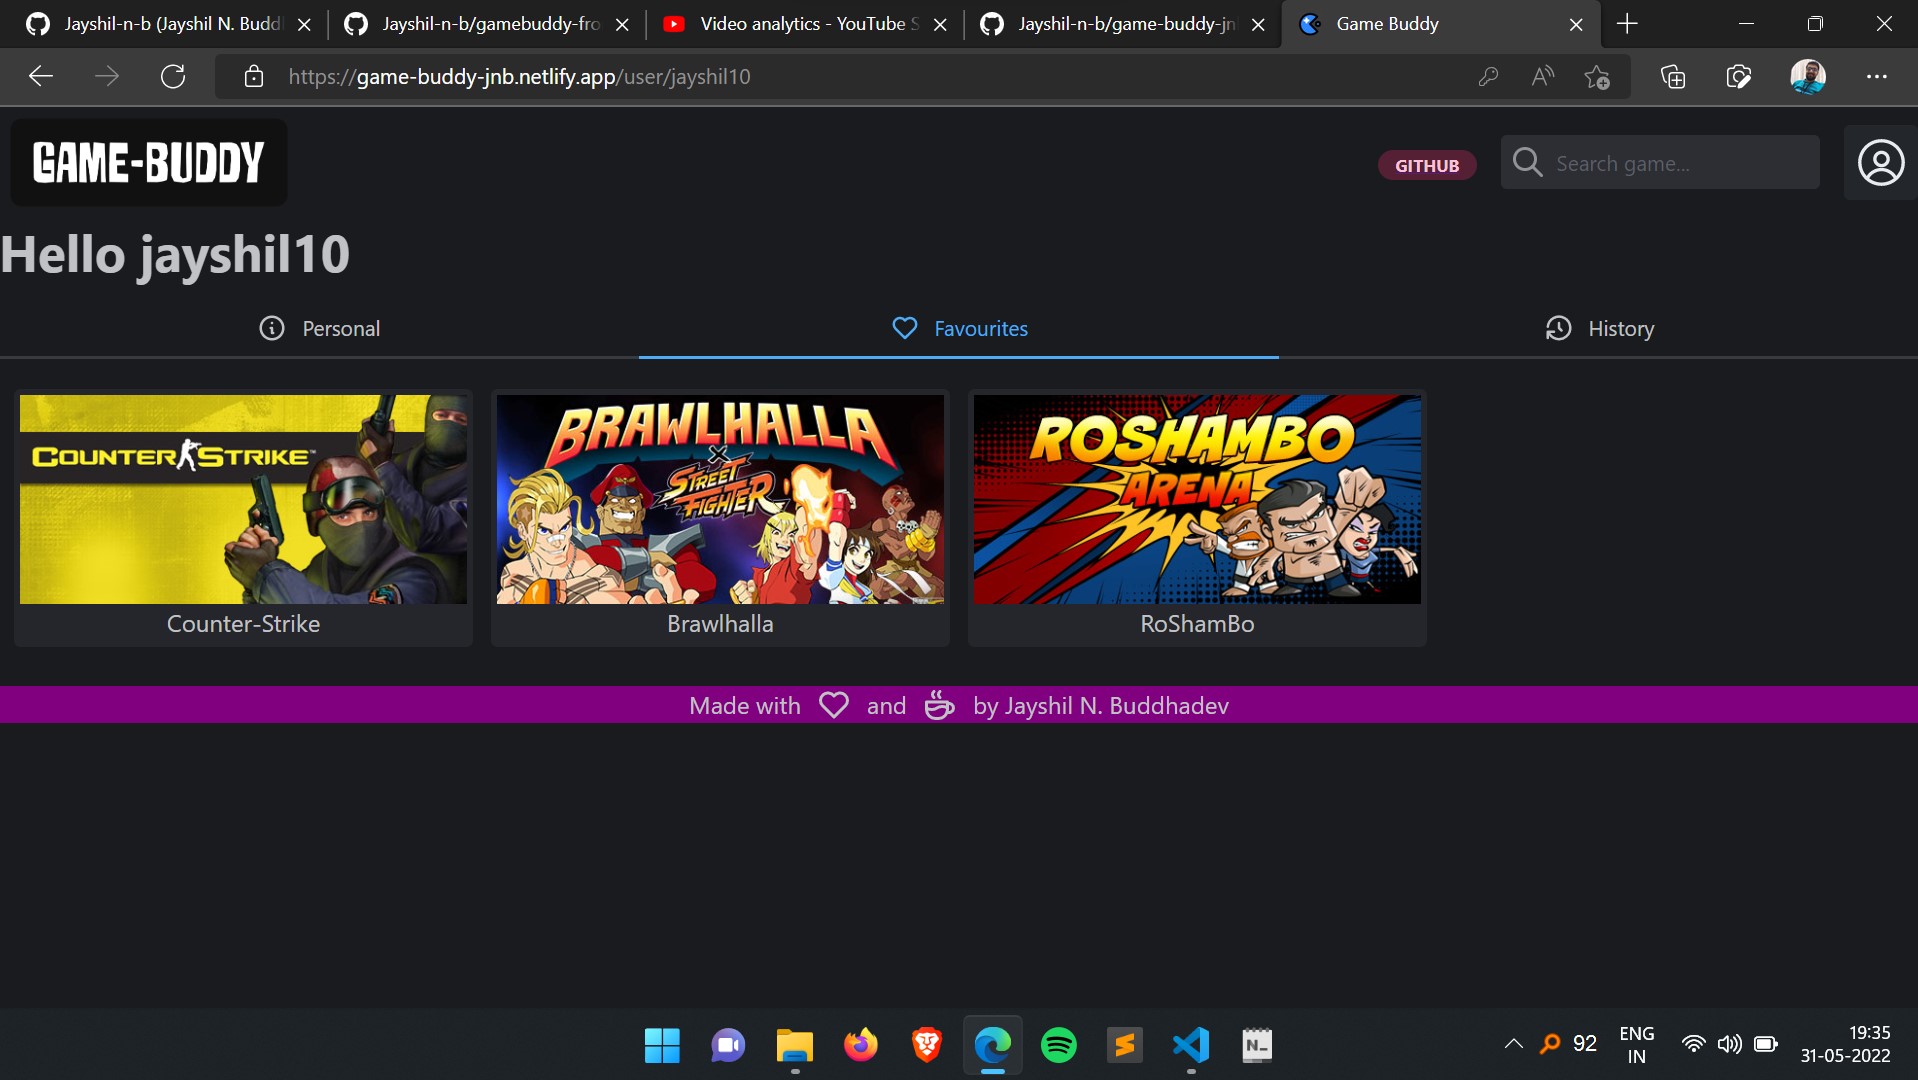 Jayshil-n-b (Jayshil N. Budd
Jayshil-n-b/gamebuddy-fro
Video analytics - YouTube S
Jayshil-n-b/game-buddy-jn
Game Buddy
https://game-buddy-jnb.netlify.app/user/jayshil10
GAME-BUDDY
GITHUB
Search game...
Hello jayshil10
Personal
Favourites
History
COUNTER STRIKE
BRAWLHALLA
X
STREET
FIGHTER
ROSHAMBO
ARENA
Counter-Strike
Brawlhalla
RoShamBo
Made with and by Jayshil N. Buddhadev
92
ENG
IN
19:35
31-05-2022